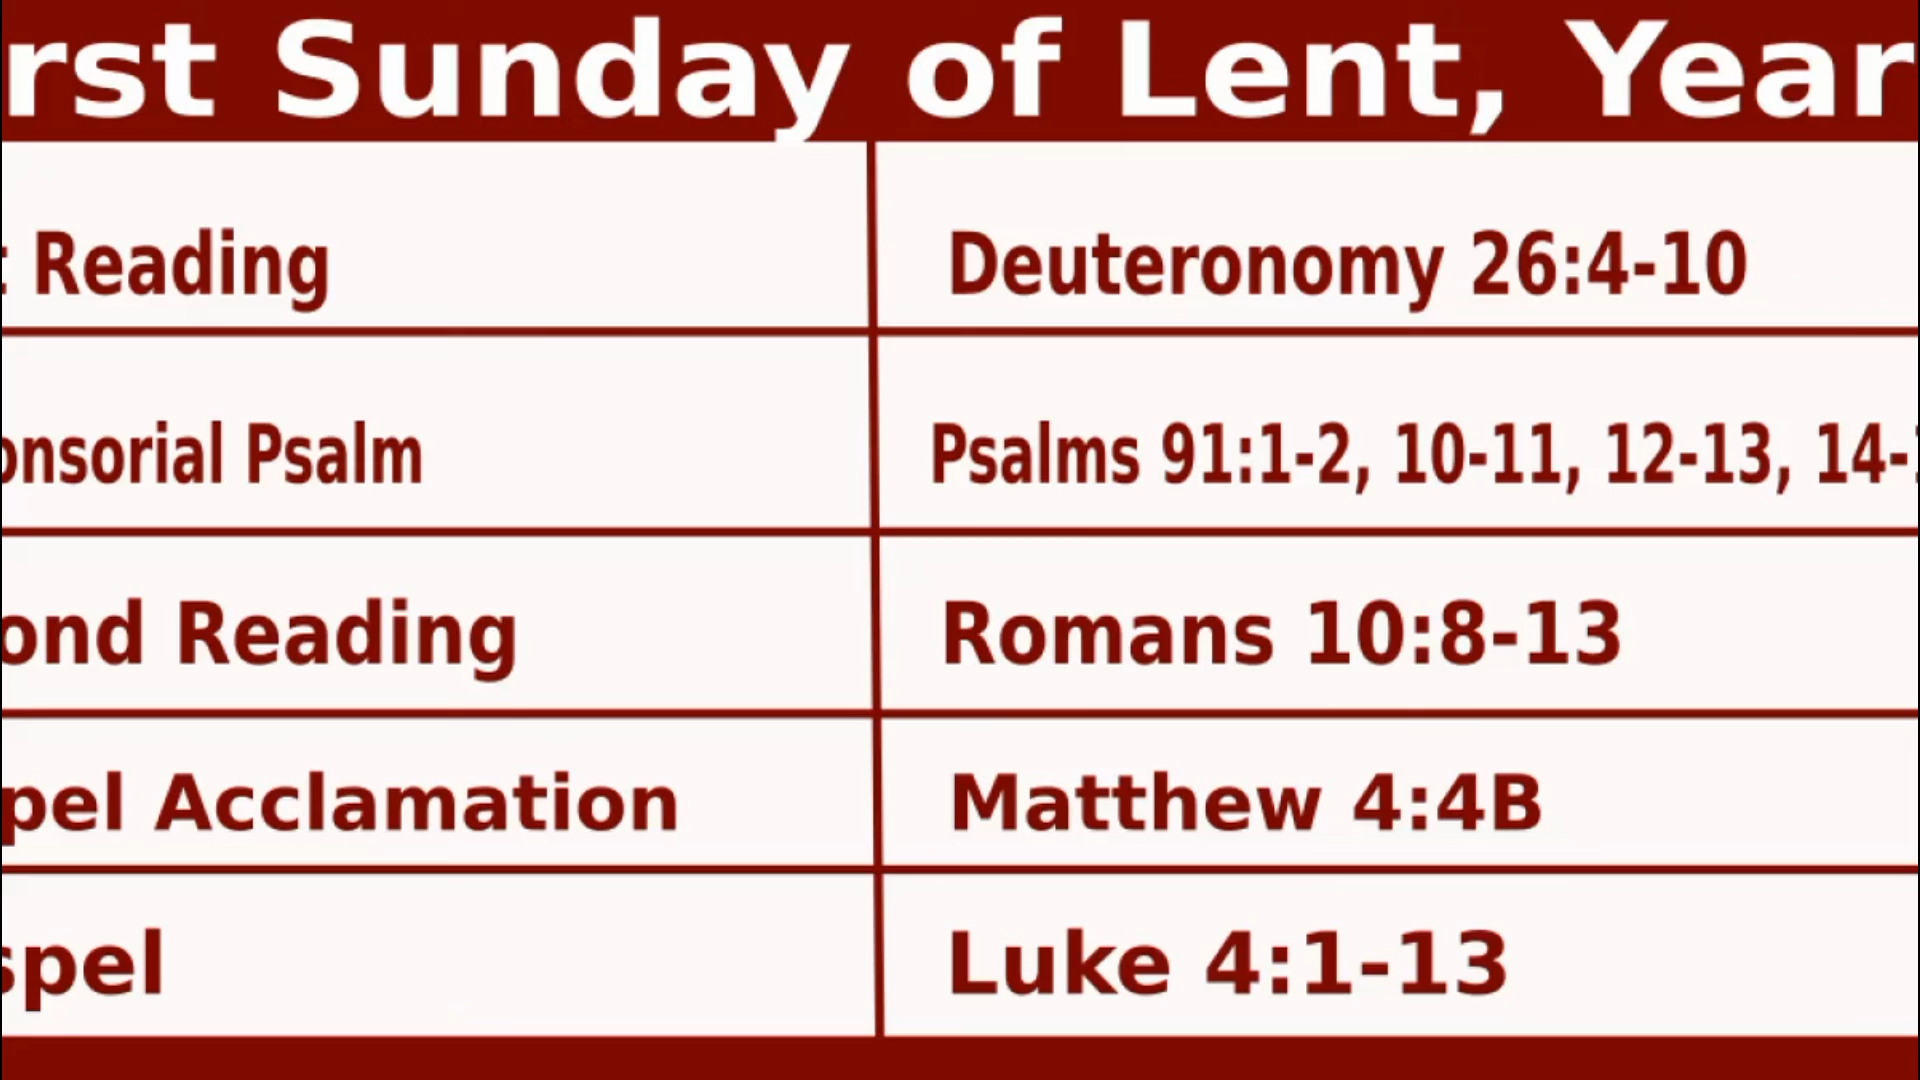 rst Sunday of Lent, Year
Reading
Deuteronomy 26:4-10
onsorial Psalm
Psalms 91:1-2, 10-11, 12-13, 14-
ond Reading
Romans 10:8-13
pel Acclamation
Matthew 4:4B
spel
Luke 4:1-13